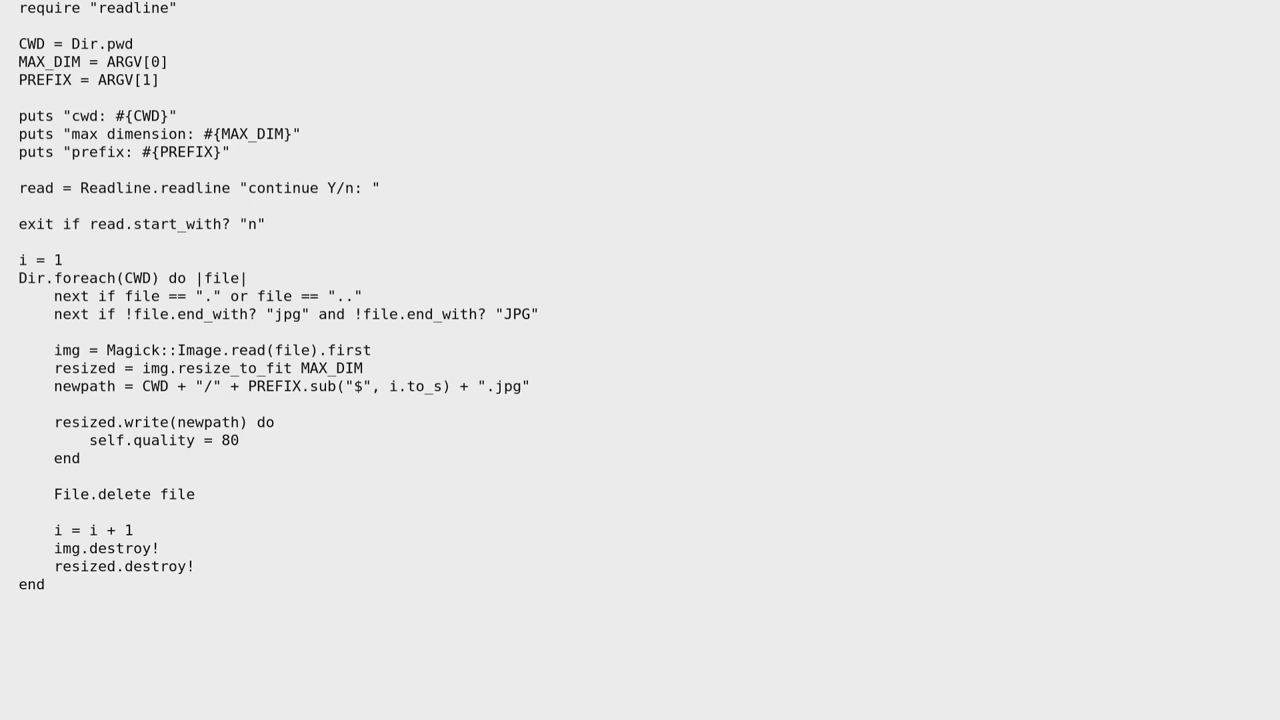 require "readline"

CWD = Dir.pwd
MAX_DIM = ARGV[0]
PREFIX = ARGV[1]

puts "cwd: #{CWD}"
puts "max dimension: #{MAX_DIM}"
puts "prefix: #{PREFIX}"

read = Readline.readline "continue Y/n: "

exit if read.start_with? "n"

i = 1
Dir.foreach(CWD) do |file|
    next if file == "." or file == ".."
    next if !file.end_with? "jpg" and !file.end_with? "JPG"

    img = Magick::Image.read(file).first
    resized = img.resize_to_fit MAX_DIM
    newpath = CWD + "/" + PREFIX.sub("$", i.to_s) + ".jpg"

    resized.write(newpath) do
        self.quality = 80
    end

    File.delete file

    i = i + 1
    img.destroy!
    resized.destroy!
end